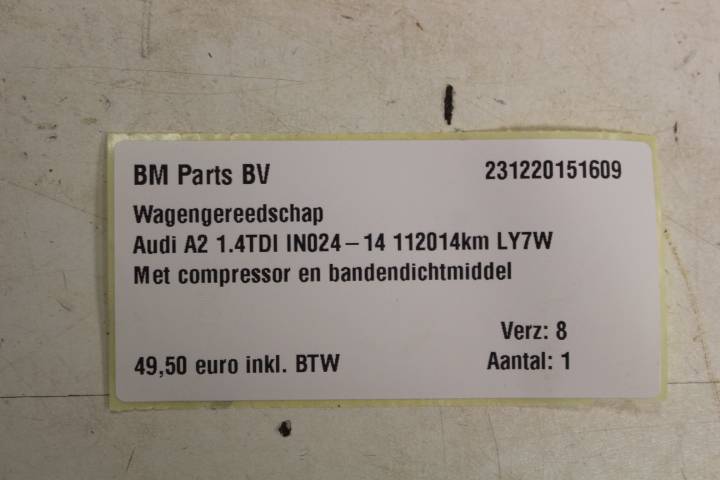 BM Parts BV 231220151609
Wagengereedschap
Audi A2 1.4TDI IN024-14 112014km LY7W
Met compressor en bandendichtmiddel
Verz: 8
49,50 euro inkl. BTW Aantal: 1